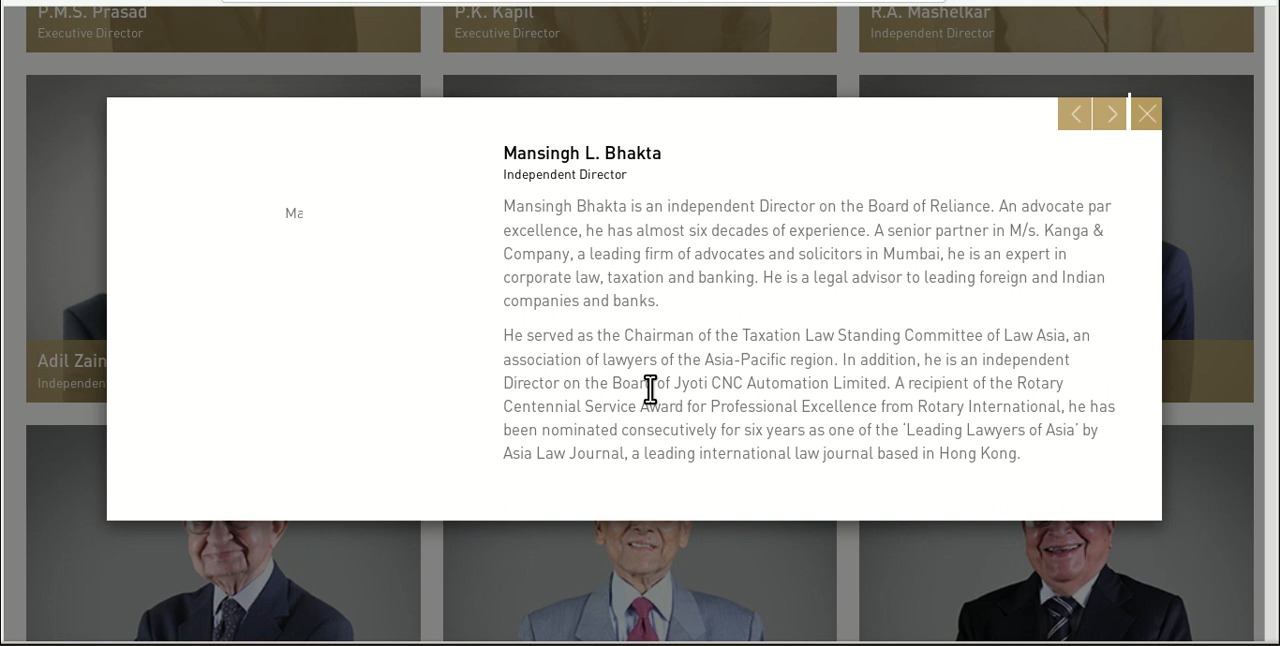 P.M.S. Prasad
Executive Director
P.K. Kapil
Executive Director
R.A. Mashelkar
Independent Director
Mansingh L. Bhakta
Independent Director
Ma
Mansingh Bhakta is an independent Director on the Board of Reliance. An advocate par
excellence, he has almost six decades of experience. A senior partner in M/s. Kanga &
Company, a leading firm of advocates and solicitors in Mumbai, he is an expert in
corporate law, taxation and banking. He is a legal advisor to leading foreign and Indian
companies and banks.
He served as the Chairman of the Taxation Law Standing Committee of Law Asia, an
association of lawyers of the Asia-Pacific region. In addition, he is an independent
Director on the Board of Jyoti CNC Automation Limited. A recipient of the Rotary
Centennial Service Award for Professional Excellence from Rotary International, he has
been nominated consecutively for six years as one of the ‘Leading Lawyers of Asia’ by
Asia Law Journal, a leading international law journal based in Hong Kong.
Adil Zain
Independen